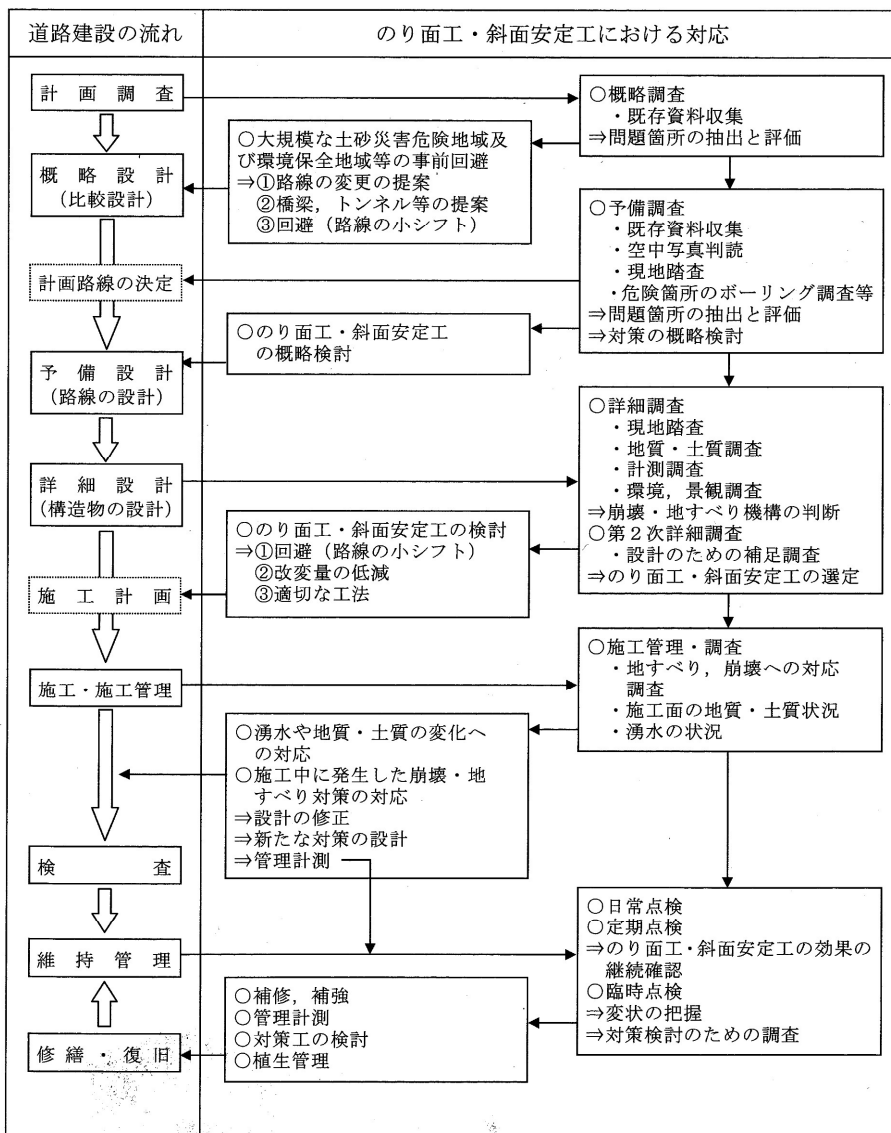 道路建設の流れ
のり面工・斜面安定工における対応
計画調査
概略設計
(比較設計)
計画路線の決定
予備設計
(路線の設計)
詳細設計
(構造物の設計)
施工計画
施工・施工管理
検査
維持管理
修繕・復旧
○大規模な土砂災害危険地域及
び環境保全地域等の事前回避
⇒①路線の変更の提案
②橋梁，トンネル等の提案
③回避（路線の小シフト）
○のり面工・斜面安定工
の概略検討
○のり面工・斜面安定工の検討
⇒①回避（路線の小シフト）
②改変量の低減
③適切な工法
○湧水や地質・土質の変化へ
の対応
○施工中に発生した崩壊・地
すべり対策の対応
⇒設計の修正
⇒新たな対策の設計
⇒管理計測
○補修，補強
○管理計測
○対策工の検討
○植生管理
○概略調査
・既存資料収集
⇒問題箇所の抽出と評価
○予備調査
・既存資料収集
・空中写真判読
・現地踏査
・危険箇所のボーリング調査等
⇒問題箇所の抽出と評価
⇒対策の概略検討
○詳細調査
・現地踏査
・地質・土質調査
・計測調査
・環境，景観調査
⇒崩壊・地すべり機構の判断
○第２次詳細調査
・設計のための補足調査
⇒のり面工・斜面安定工の選定
○施工管理・調査
・地すべり，崩壊への対応
調査
・施工面の地質・土質状況
・湧水の状況
○日常点検
○定期点検
⇒のり面工・斜面安定工の効果の
継続確認
○臨時点検
⇒変状の把握
⇒対策検討のための調査